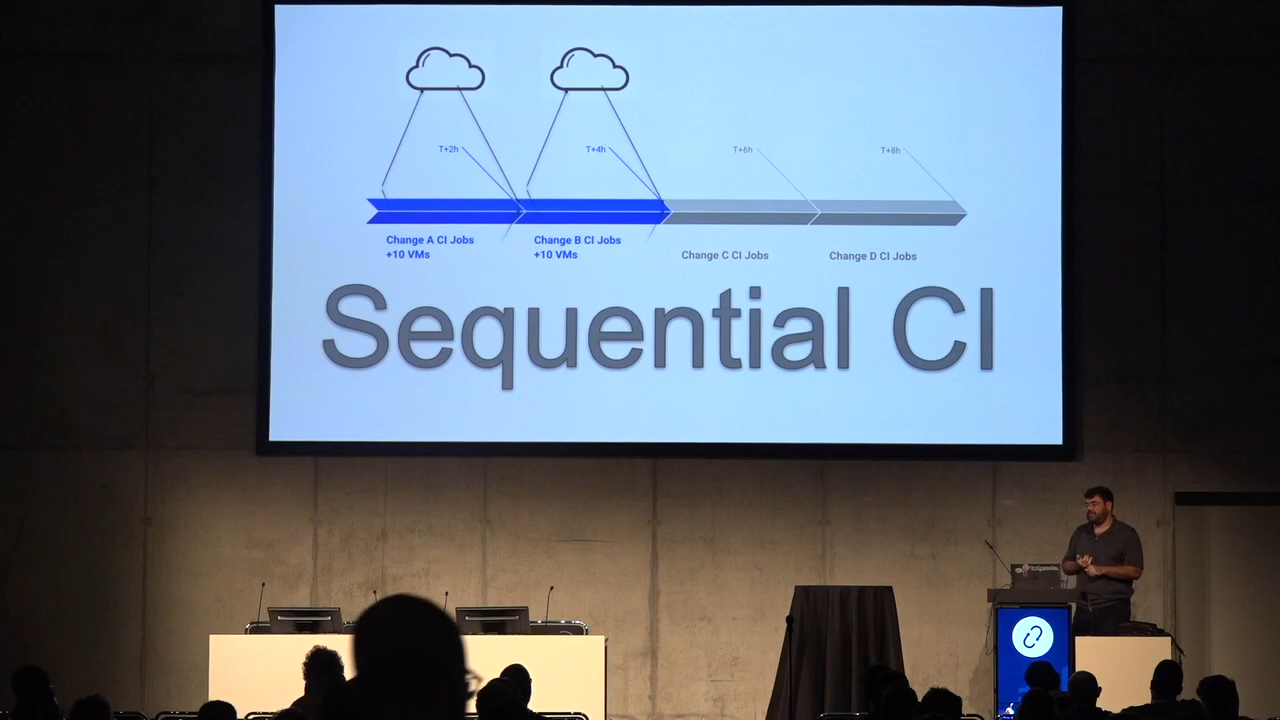 T+2h
T+4h
T+6h
T+8h
Change A CI Jobs
+10 VMs
Change B CI Jobs
+10 VMs
Change C CI Jobs
Change D CI Jobs
Sequential CI